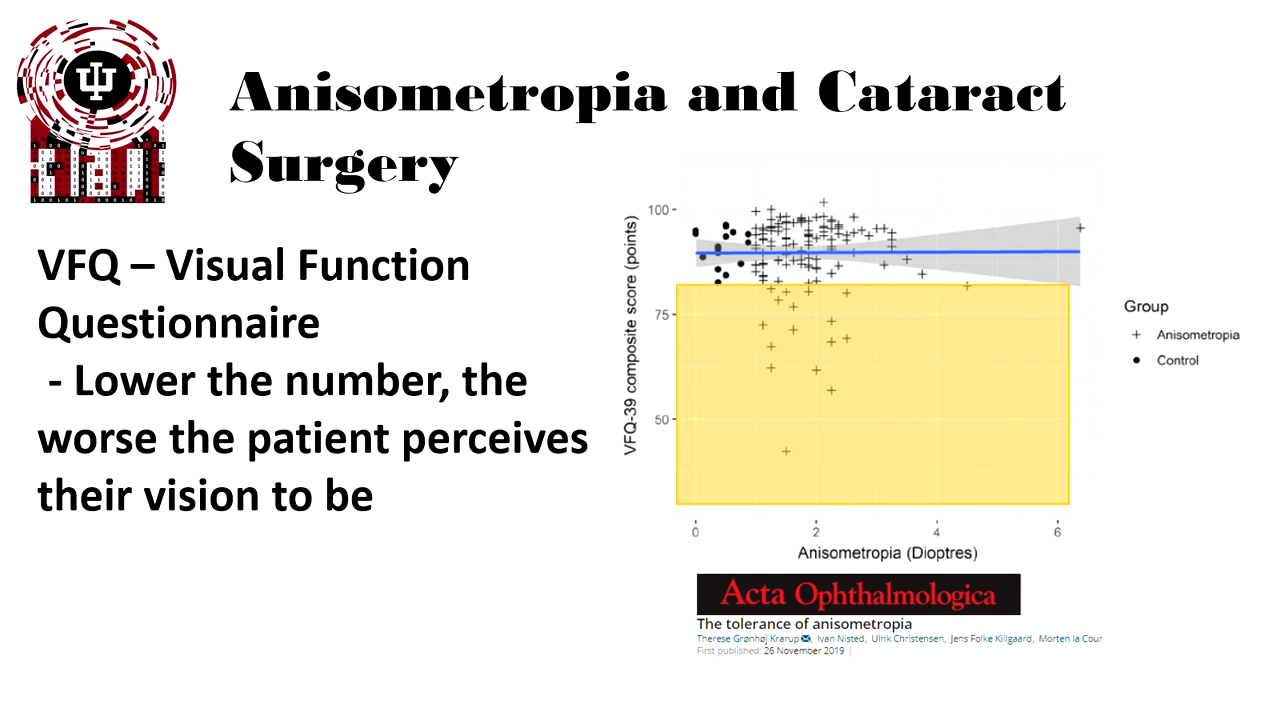 Anisometropia and Cataract
Surgery
VFQ – Visual Function
Questionnaire
- Lower the number, the
worse the patient perceives
their vision to be
VFQ-39 composite score (points)
100
75
50
0
2
4
6
Anisometropia (Dioptres)
Group
Anisometropia
Control
Acta Ophthalmologica
The tolerance of anisometropia
Therese Grønhøj Krarup, Ivan Nisted, Ulrik Christensen, Jens Folke Kiilgaard, Morten la Cour
First published: 26 November 2019 |